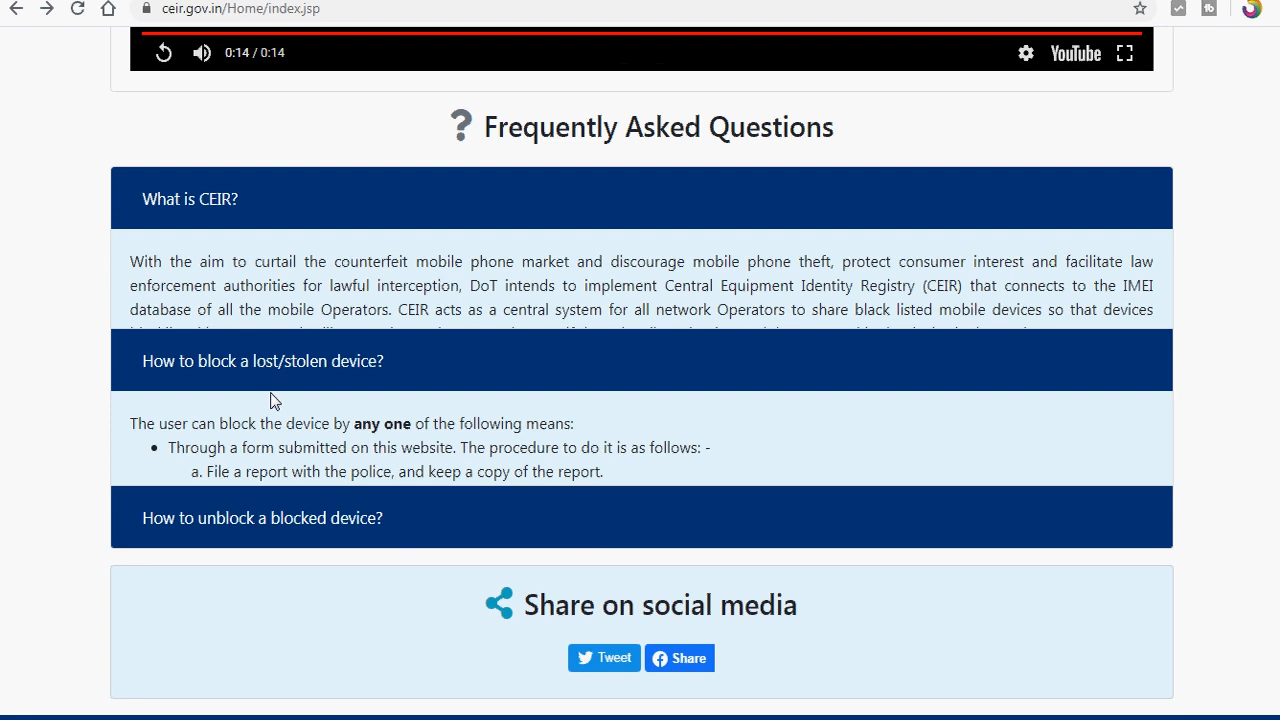 ceir.gov.in/Home/index.jsp
0:14 / 0:14
YouTube
? Frequently Asked Questions
What is CEIR?
With the aim to curtail the counterfeit mobile phone market and discourage mobile phone theft, protect consumer interest and facilitate law
enforcement authorities for lawful interception, DoT intends to implement Central Equipment Identity Registry (CEIR) that connects to the IMEI
database of all the mobile Operators. CEIR acts as a central system for all network Operators to share black listed mobile devices so that devices
How to block a lost/stolen device?
The user can block the device by any one of the following means:
• Through a form submitted on this website. The procedure to do it is as follows: -
a. File a report with the police, and keep a copy of the report.
How to unblock a blocked device?
Share on social media
Tweet
Share